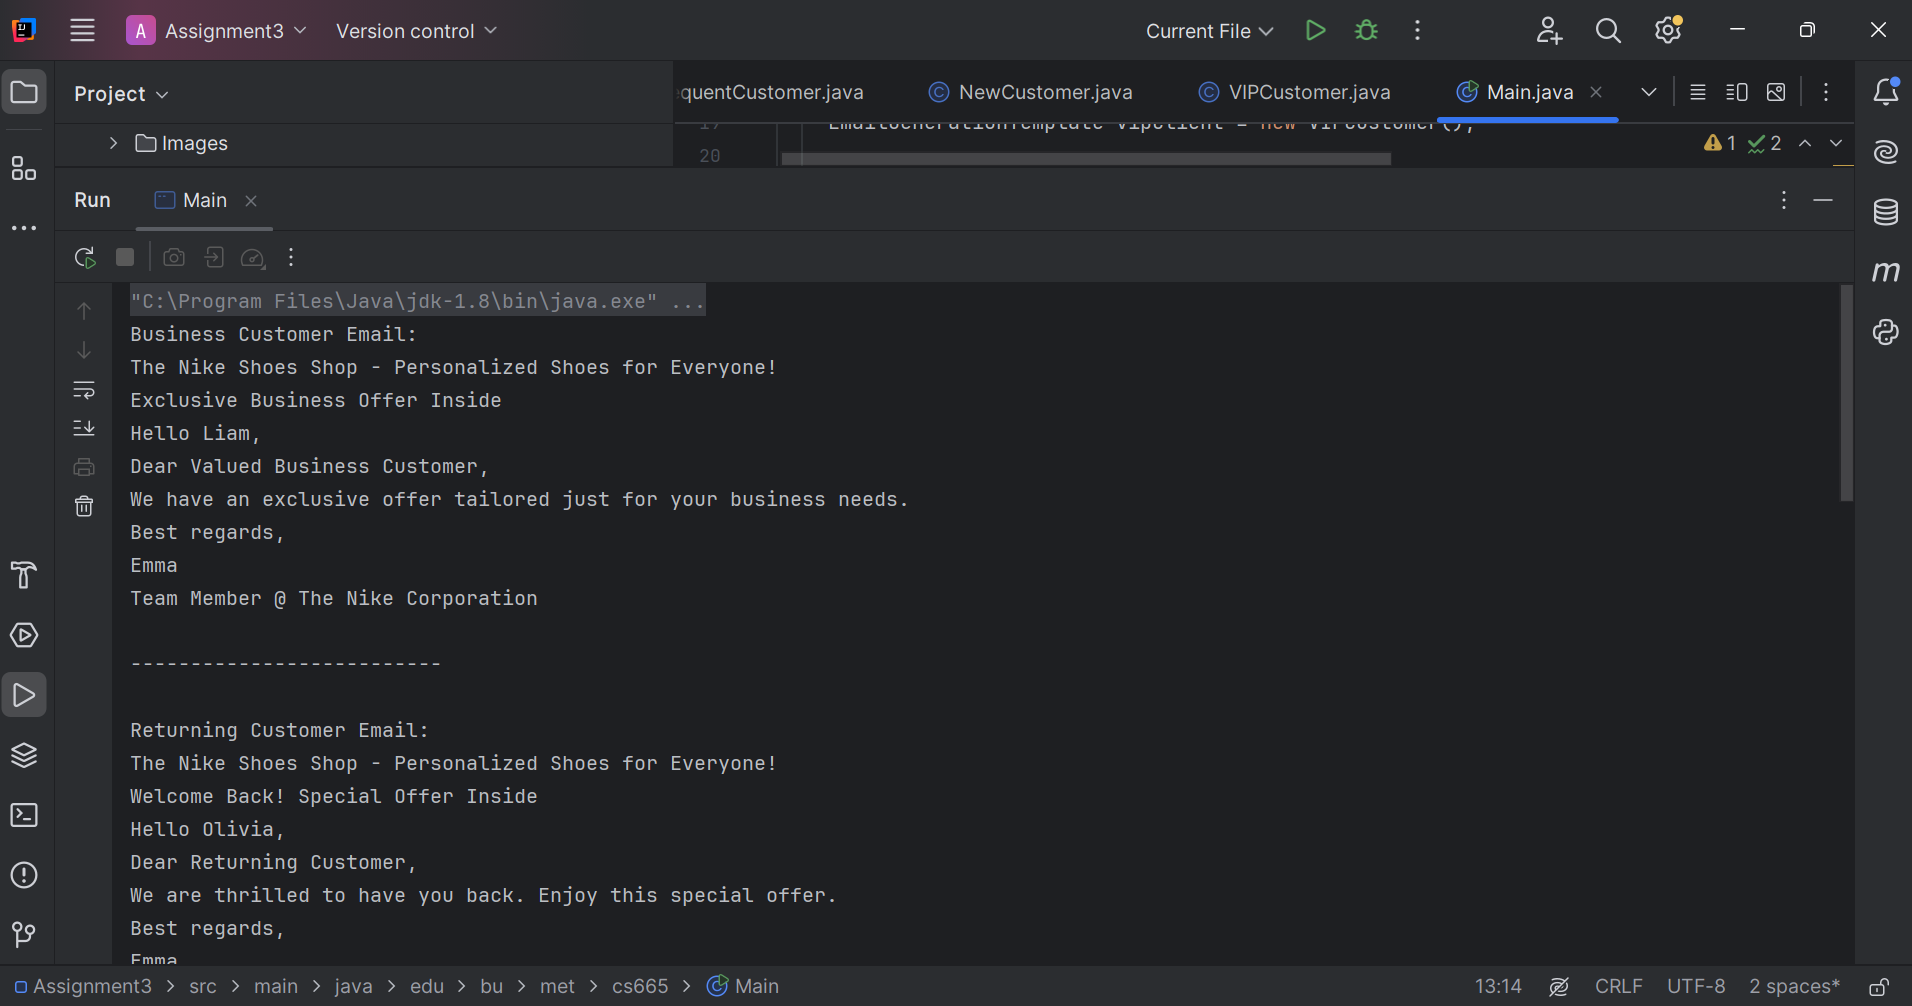 A Assignment3 Version control Current File
Project
quentCustomer.java NewCustomer.java VIPCustomer.java Main.java
EmailGenerationTemplate vipClient = new VIPCustomer();
Images
1 2
20
Run Main
"C:\Program Files\Java\jdk-1.8\bin\java.exe" ...
Business Customer Email:
The Nike Shoes Shop - Personalized Shoes for Everyone!
Exclusive Business Offer Inside
Hello Liam,
Dear Valued Business Customer,
We have an exclusive offer tailored just for your business needs.
Best regards,
Emma
Team Member @ The Nike Corporation
--------------------------
Returning Customer Email:
The Nike Shoes Shop - Personalized Shoes for Everyone!
Welcome Back! Special Offer Inside
Hello Olivia,
Dear Returning Customer,
We are thrilled to have you back. Enjoy this special offer.
Best regards,
Emma
Assignment3 > src > main > java > edu > bu > met > cs665 > Main 13:14 CRLF UTF-8 2 spaces*